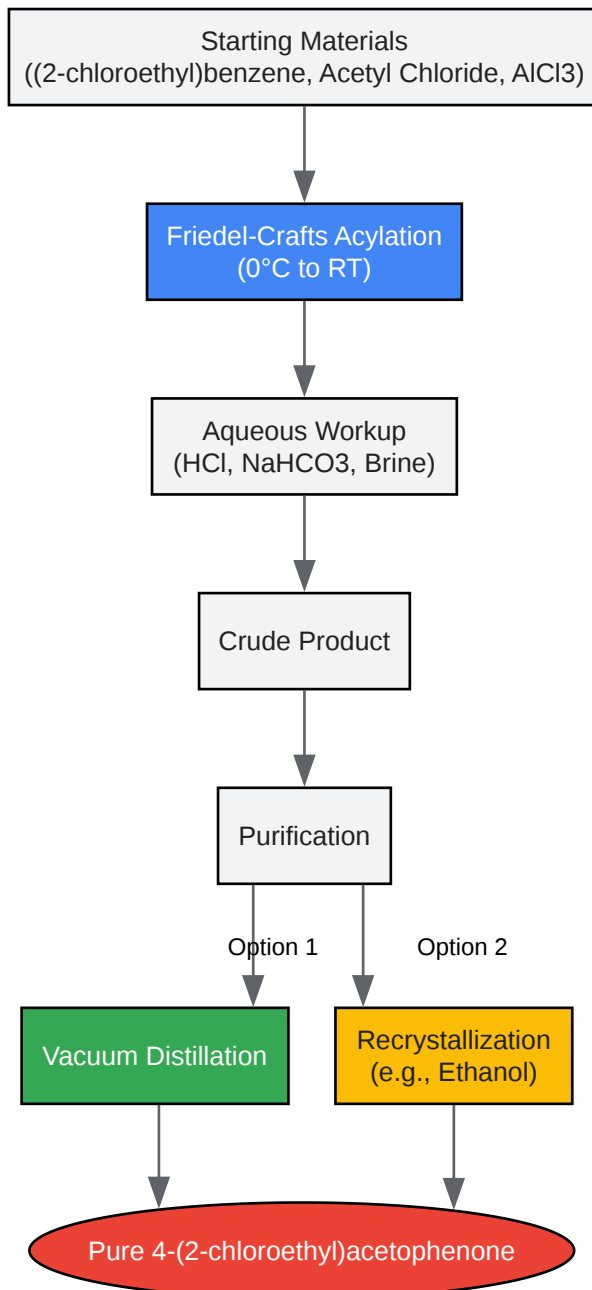 Starting Materials
((2-chloroethyl)benzene, Acetyl Chloride, AlCl3)
Friedel-Crafts Acylation
(0°C to RT)
Aqueous Workup
(HCl, NaHCO3, Brine)
Crude Product
Purification
Option 1
Option 2
Vacuum Distillation
Recrystallization
(e.g., Ethanol)
Pure 4-(2-chloroethyl)acetophenone